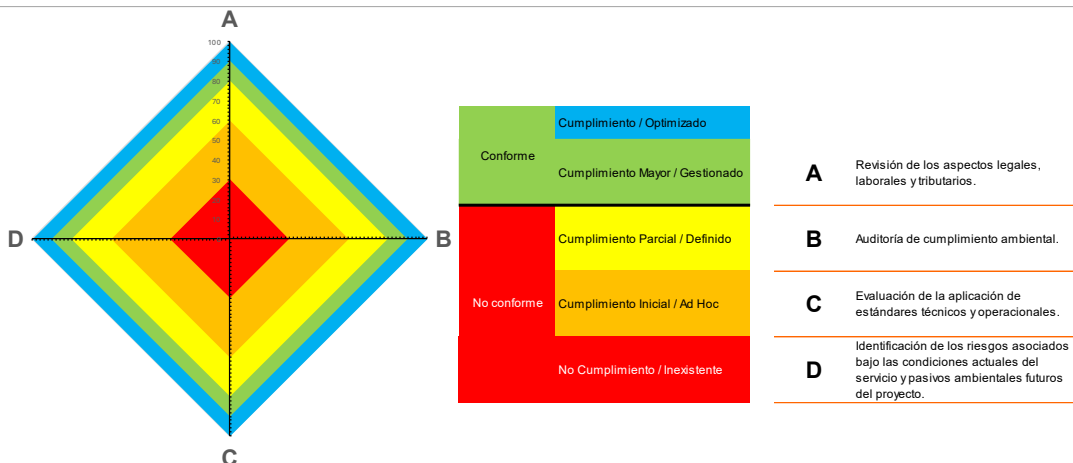 A
100
90
80
70
60
50
40
30
20
10
D
B
C
Conforme
Cumplimiento / Optimizado
Cumplimiento Mayor / Gestionado
No conforme
Cumplimiento Parcial / Definido
Cumplimiento Inicial / Ad Hoc
No Cumplimiento / Inexistente
A
Revisión de los aspectos legales,
laborales y tributarios.
B
Auditoría de cumplimiento ambiental.
C
Evaluación de la aplicación de
estándares técnicos y operacionales.
D
Identificación de los riesgos asociados
bajo las condiciones actuales del
servicio y pasivos ambientales futuros
del proyecto.